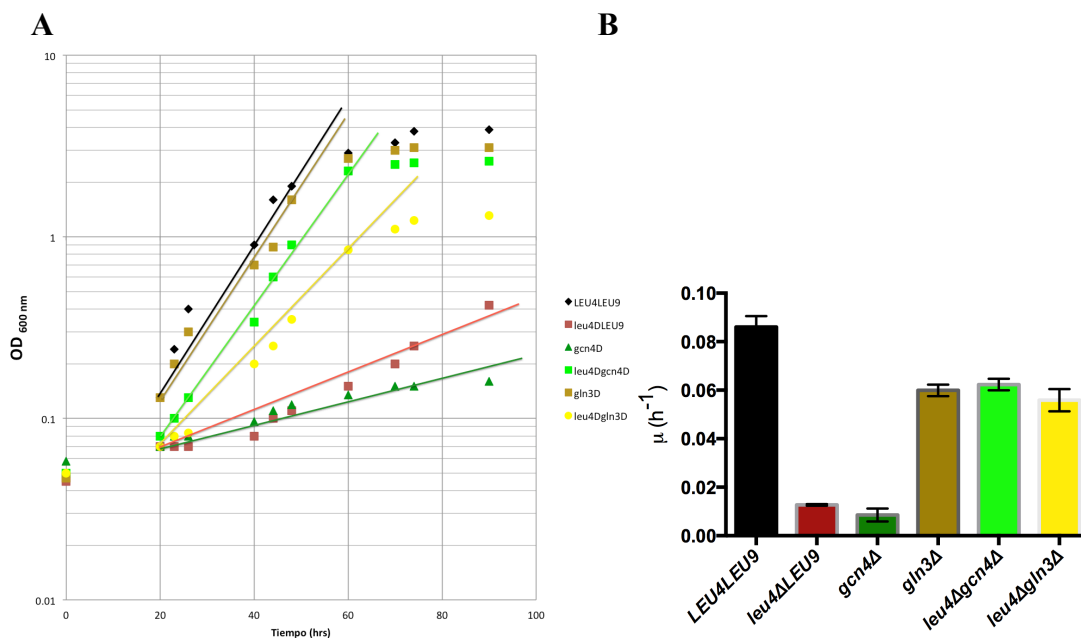 A
B
10
1
0.1
0.01
OD 600 nm
0
20
40
60
80
100
Tiempo (hrs)
LEU4LEU9
leu4DLEU9
gcn4D
leu4Dgcn4D
gln3D
leu4Dgln3D
0.10
0.08
0.06
0.04
0.02
0.00
µ (h⁻¹)
LEU4LEU9
leu4ΔLEU9
gcn4Δ
gln3Δ
leu4Δgcn4Δ
leu4Δgln3Δ